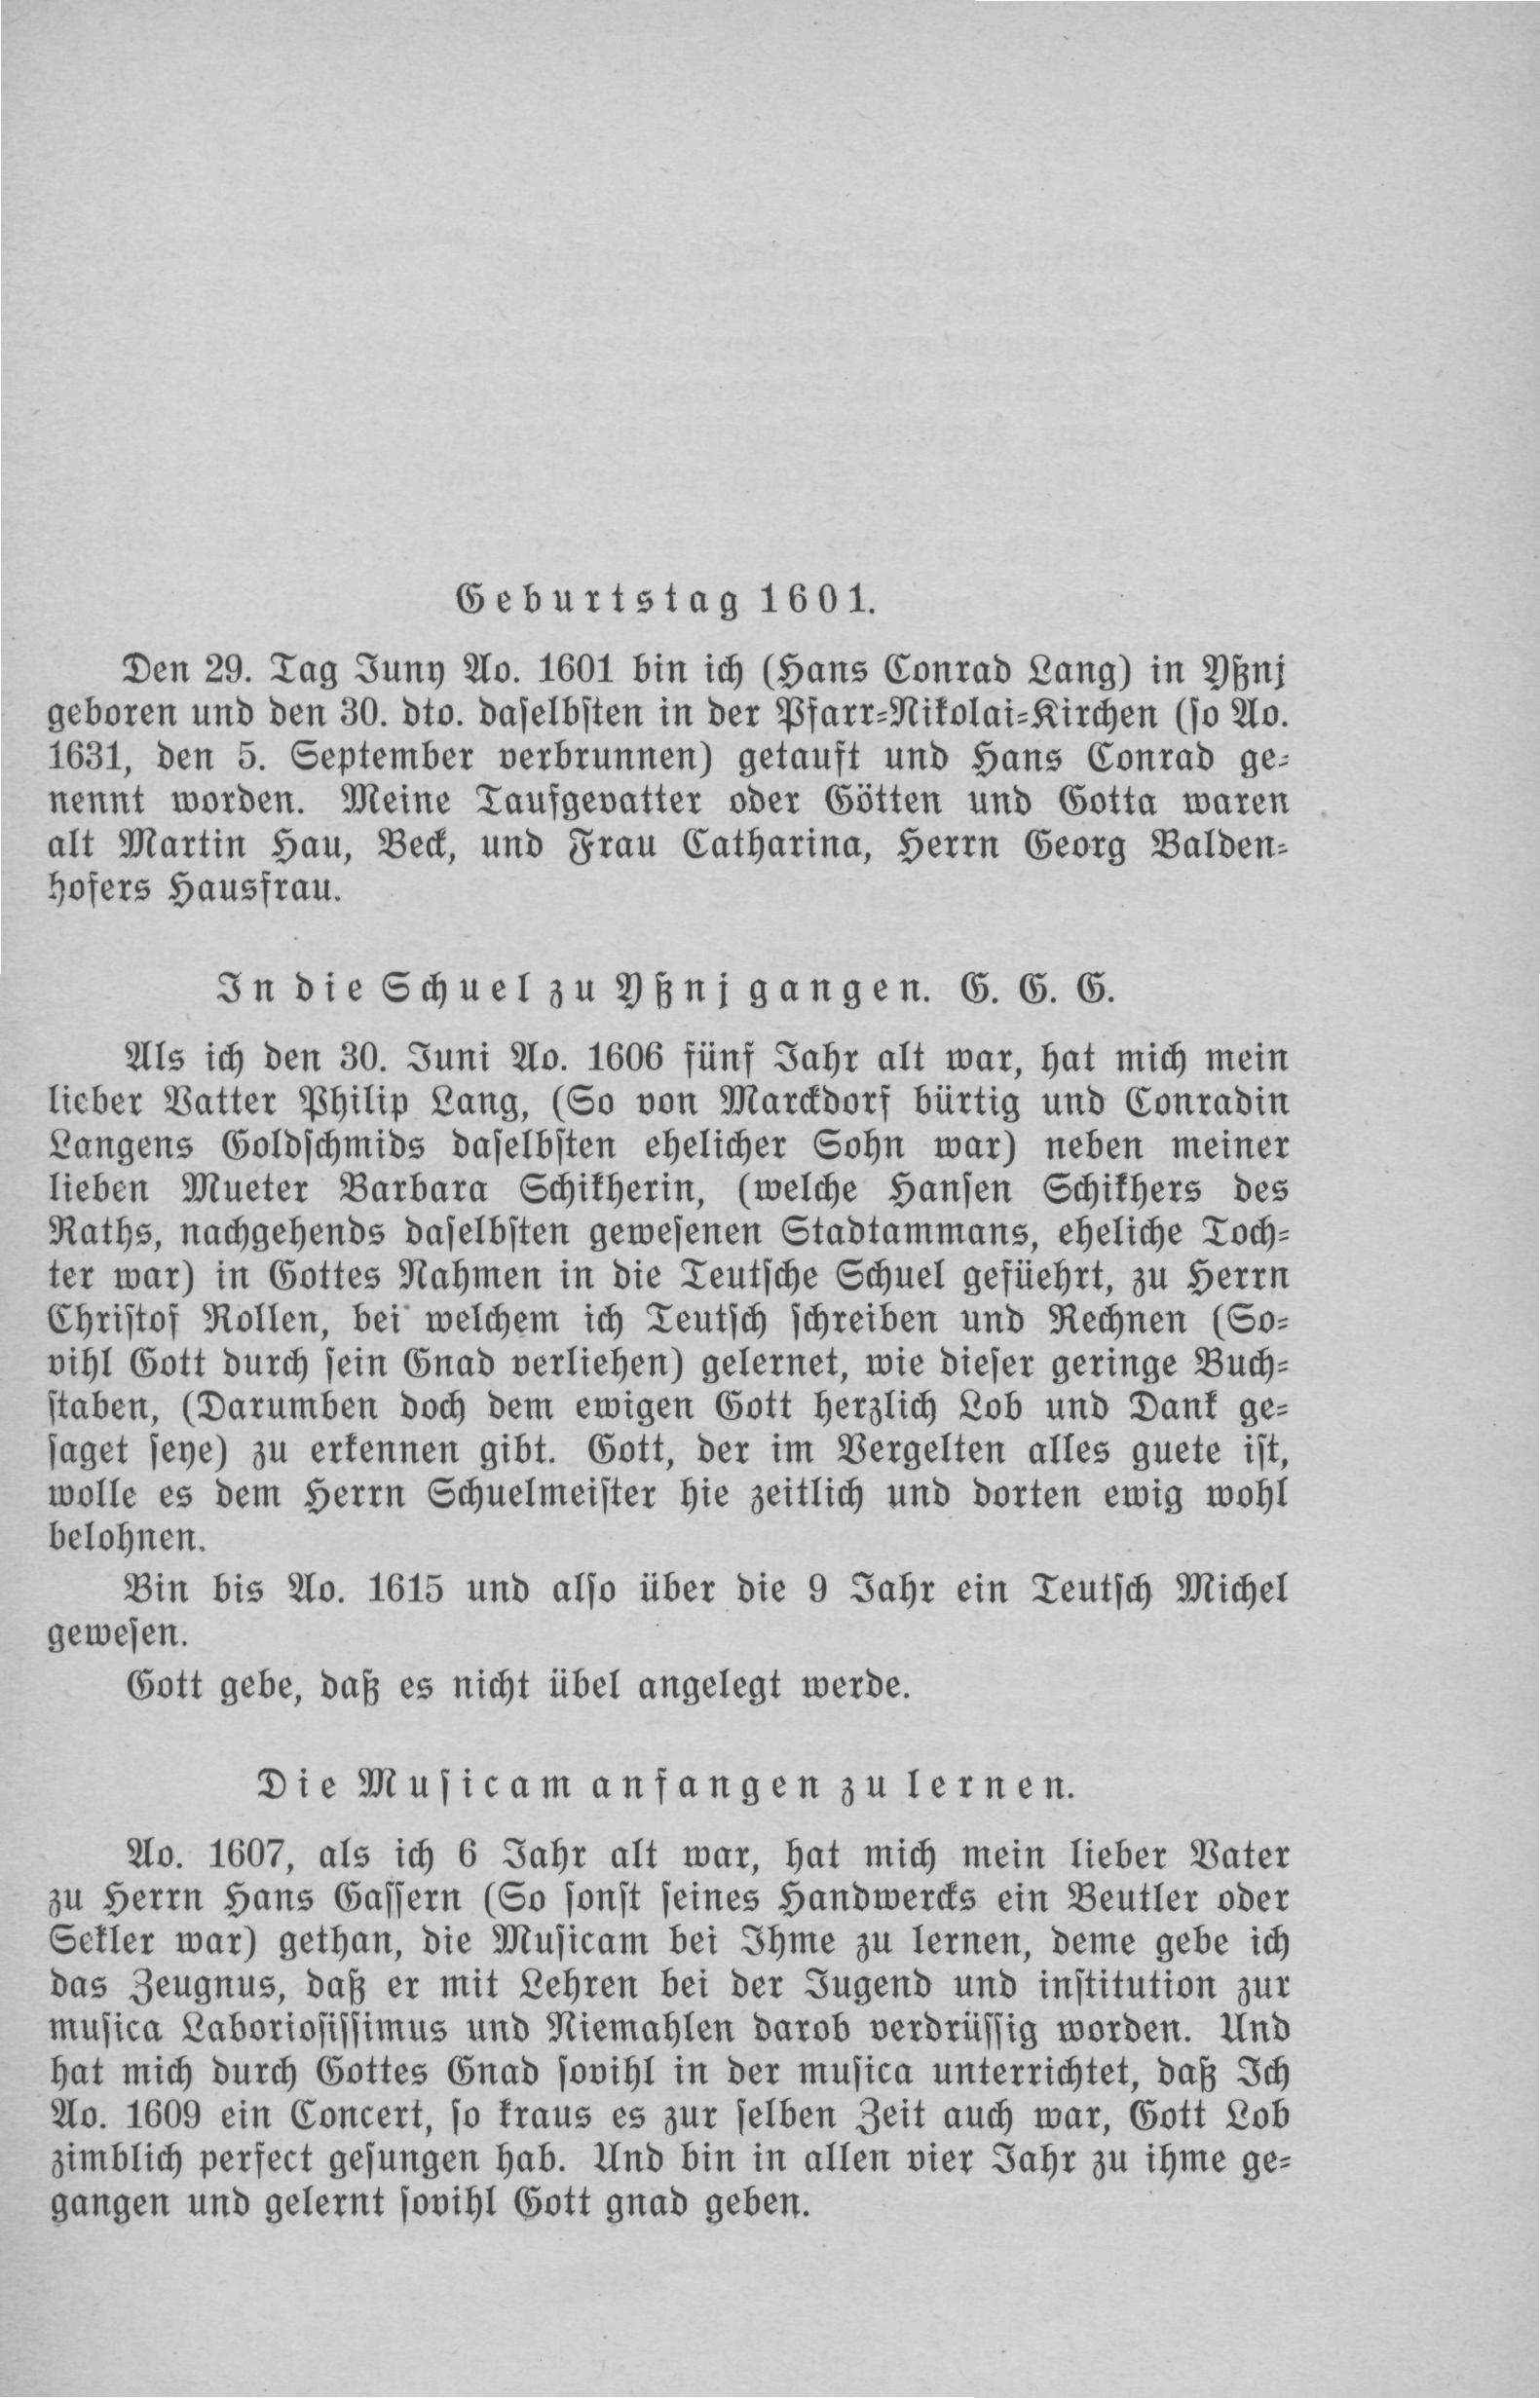 Geburtstag 1601.
Den 29. Tag Juny Ao. 1601 bin ich (Hans Conrad Lang) in Yßnj
geboren und den 30. dto. daselbsten in der Pfarr-Nikolai-Kirchen (so Ao.
1631, den 5. September verbrunnen) getauft und Hans Conrad ge-
nennt worden. Meine Taufgevatter oder Götten und Gotta waren
alt Martin Hau, Beck, und Frau Catharina, Herrn Georg Balden-
hofers Hausfrau.
In die Schuel zu Yßnj gangen. G. G. G.
Als ich den 30. Juni Ao. 1606 fünf Jahr alt war, hat mich mein
lieber Vatter Philip Lang, (So von Marckdorf bürtig und Conradin
Langens Goldschmids daselbsten ehelicher Sohn war) neben meiner
lieben Mueter Barbara Schikherin, (welche Hansen Schikhers des
Raths, nachgehends daselbsten gewesenen Stadtammans, eheliche Toch-
ter war) in Gottes Nahmen in die Teutsche Schuel gefüehrt, zu Herrn
Christof Rollen, bei welchem ich Teutsch schreiben und Rechnen (So-
vihl Gott durch sein Gnad verliehen) gelernet, wie dieser geringe Buch-
staben, (Darumben doch dem ewigen Gott herzlich Lob und Dank ge-
saget seye) zu erkennen gibt. Gott, der im Vergelten alles guete ist,
wolle es dem Herrn Schuelmeister hie zeitlich und dorten ewig wohl
belohnen.
Bin bis Ao. 1615 und also über die 9 Jahr ein Teutsch Michel
gewesen.
Gott gebe, daß es nicht übel angelegt werde.
Die Musicam anfangen zu lernen.
Ao. 1607, als ich 6 Jahr alt war, hat mich mein lieber Vater
zu Herrn Hans Gassern (So sonst seines Handwercks ein Beutler oder
Sekler war) gethan, die Musicam bei Ihme zu lernen, deme gebe ich
das Zeugnus, daß er mit Lehren bei der Jugend und institution zur
musica Laboriosissimus und Niemahlen darob verdrüssig worden. Und
hat mich durch Gottes Gnad sovihl in der musica unterrichtet, daß Ich
Ao. 1609 ein Concert, so kraus es zur selben Zeit auch war, Gott Lob
zimblich perfect gesungen hab. Und bin in allen vier Jahr zu ihme ge-
gangen und gelernt sovihl Gott gnad geben.